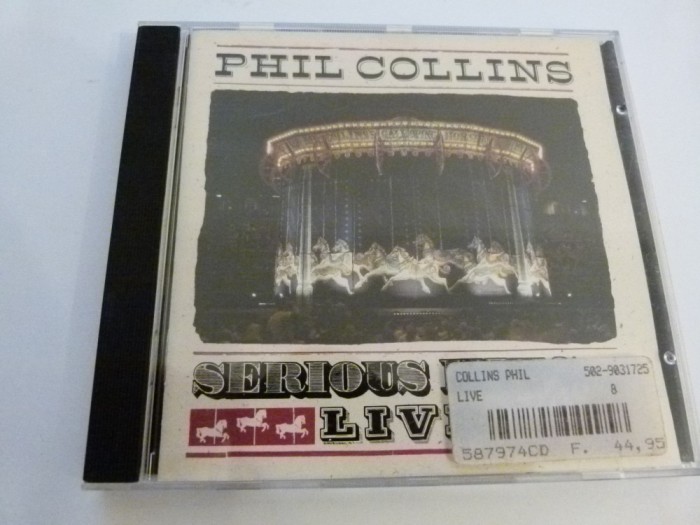 PHIL COLLINS
SERIOUS
LIV
COLLINS PHIL 502-9031725
LIVE 8
587974CD F. 44,95